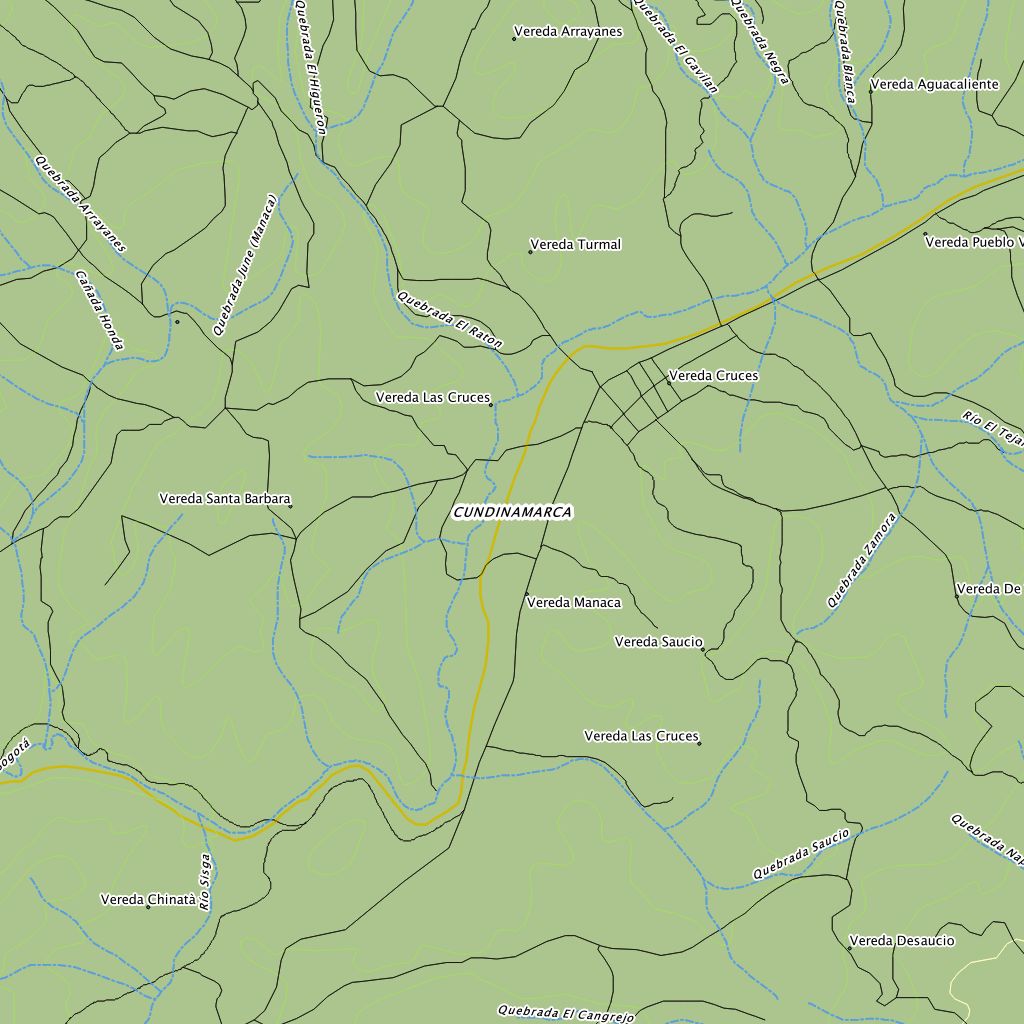 Quebrada El Higueron
Vereda Arrayanes
Quebrada El Gavilan
Quebrada Negra
Quebrada Blanca
Vereda Aguacaliente
Quebrada Arrayanes
Quebrada June (Manaca)
Vereda Turmal
Vereda Pueblo V
Cañada Honda
Quebrada El Raton
Vereda Cruces
Vereda Las Cruces
Río El Tejar
Vereda Santa Barbara
CUNDINAMARCA
Quebrada Zamora
Vereda Manaca
Vereda De
Vereda Saucio
Vereda Las Cruces
Bogotá
Quebrada Saucio
Quebrada Nap
Río Sisga
Vereda Chinatà
Vereda Desaucio
Quebrada El Cangrejo